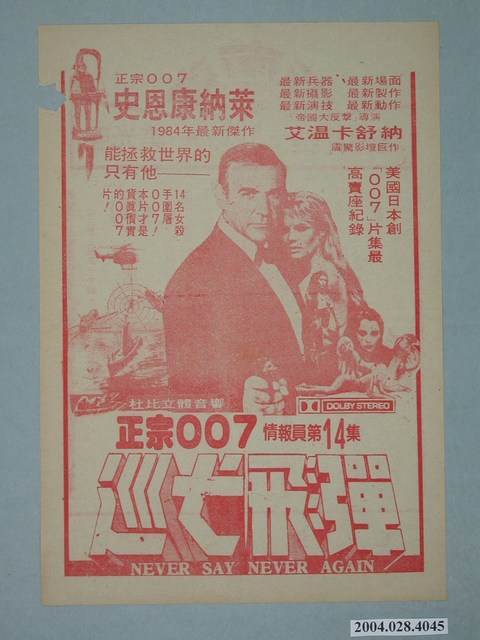 正宗007
史恩康納萊
1984年最新傑作
最新兵器、最新場面
最新攝影 最新製作
最新演技 最新動作
「帝國大反擊」導演
艾溫卡舒納
震驚影壇巨作
能拯救世界的
只有他——
14名女殺
手圍屠
007!
本片才是
貨真價實
的007
片!
美國日本創
「007」片集最
高賣座紀錄
杜比立體音響
DOLBY STEREO
正宗007情報員第14集
巡弋飛彈
NEVER SAY NEVER AGAIN
2004.028.4045